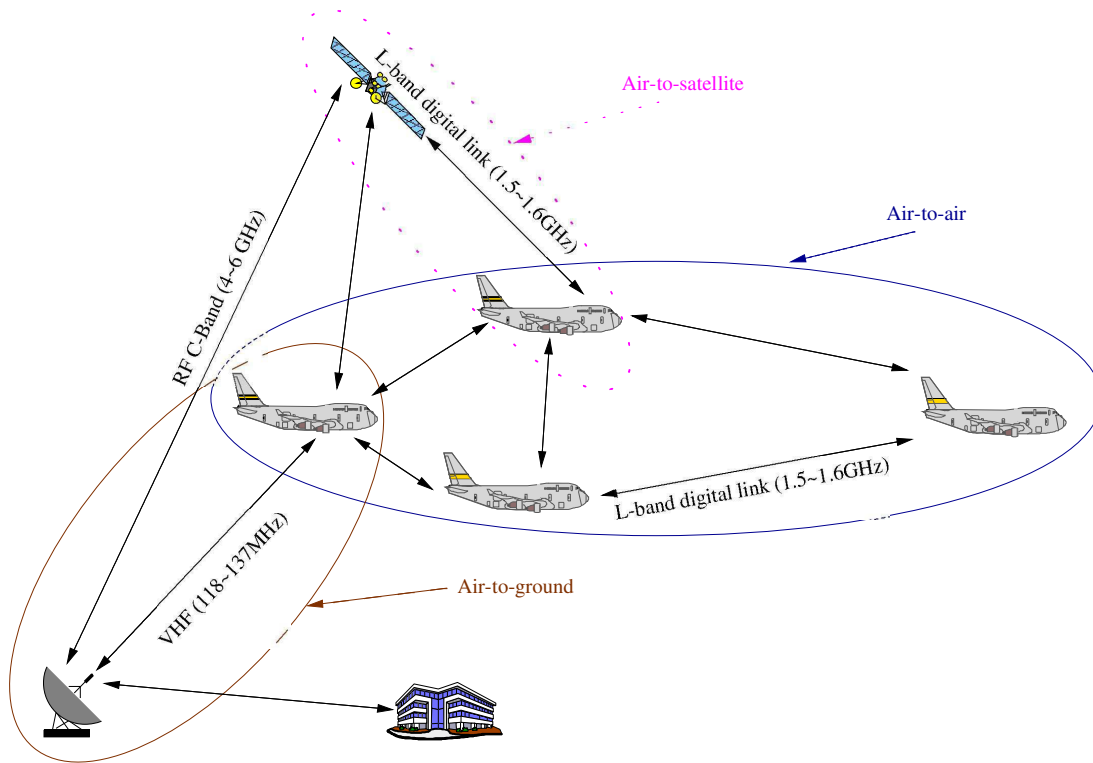 L-band digital link (1.5~1.6GHz)
Air-to-satellite
Air-to-air
RF C-Band (4~6 GHz)
L-band digital link (1.5~1.6GHz)
VHF (118~137MHz)
Air-to-ground